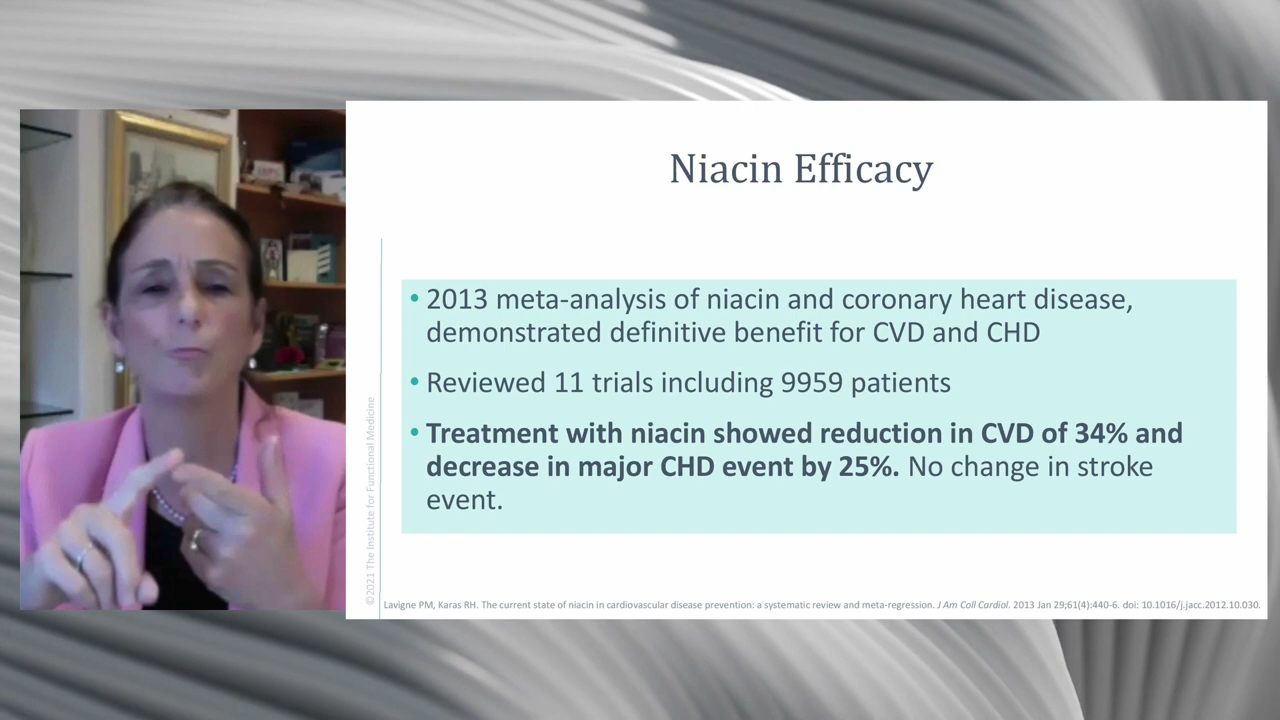 Niacin Efficacy
• 2013 meta-analysis of niacin and coronary heart disease,
demonstrated definitive benefit for CVD and CHD
• Reviewed 11 trials including 9959 patients
• Treatment with niacin showed reduction in CVD of 34% and
decrease in major CHD event by 25%. No change in stroke
event.
©2021 The Institute for Functional Medicine
Lavigne PM, Karas RH. The current state of niacin in cardiovascular disease prevention: a systematic review and meta-regression. J Am Coll Cardiol. 2013 Jan 29;61(4):440-6. doi: 10.1016/j.jacc.2012.10.030.